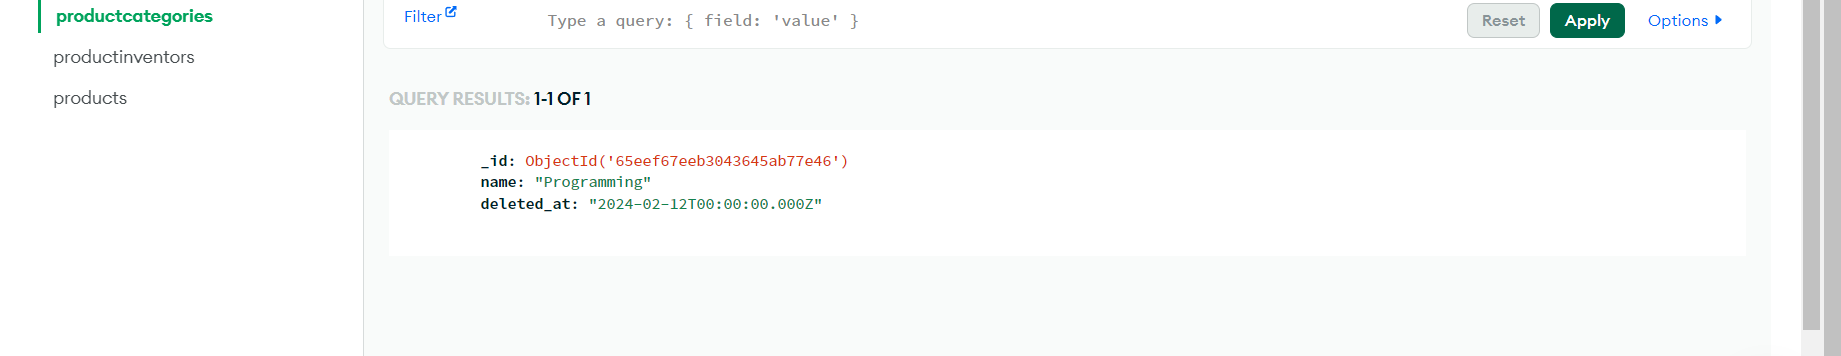 productcategories
productinventors
products
Filter
Type a query: { field: 'value' }
Reset
Apply
Options
QUERY RESULTS: 1-1 OF 1
_id: ObjectId('65eef67eeb3043645ab77e46')
name: "Programming"
deleted_at: "2024-02-12T00:00:00.000Z"